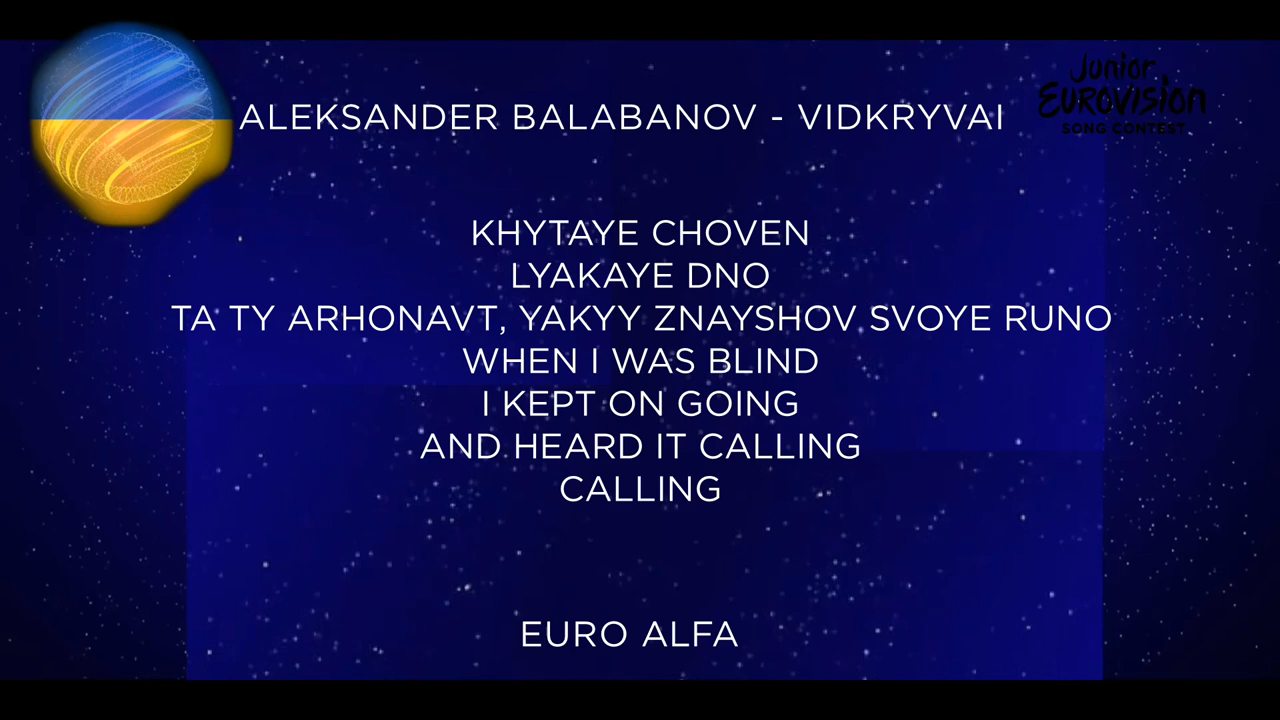 ALEKSANDER BALABANOV - VIDKRYVAI
Junior
EUROVISION
SONG CONTEST
KHYTAYE CHOVEN
LYAKAYE DNO
TA TY ARHONAVT, YAKYY ZNAYSHOV SVOYE RUNO
WHEN I WAS BLIND
I KEPT ON GOING
AND HEARD IT CALLING
CALLING
EURO ALFA